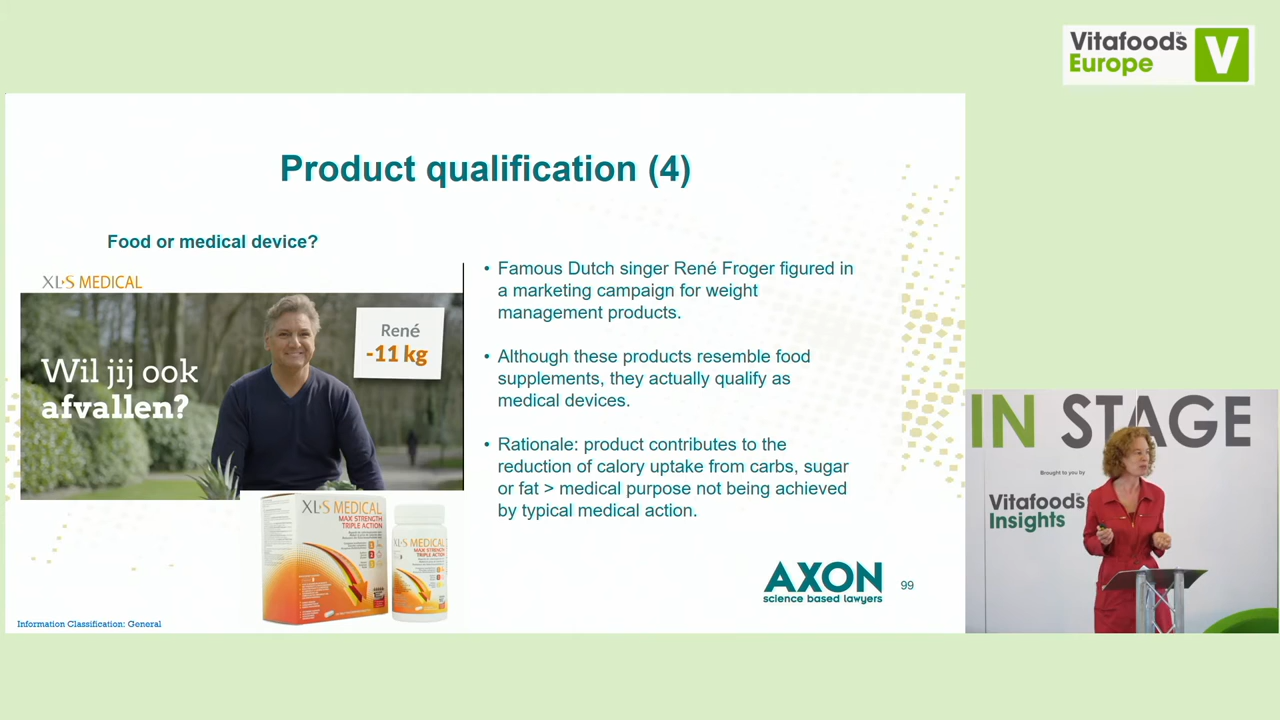 Vitafoods
Europe
V
Product qualification (4)
Food or medical device?
XL·S MEDICAL
René
-11 kg
Wil jij ook
afvallen?
XL·S MEDICAL
MAX STRENGTH
TRIPLE ACTION
XL·S MEDICAL
MAX STRENGTH
TRIPLE ACTION
• Famous Dutch singer René Froger figured in
a marketing campaign for weight
management products.
• Although these products resemble food
supplements, they actually qualify as
medical devices.
• Rationale: product contributes to the
reduction of calory uptake from carbs, sugar
or fat > medical purpose not being achieved
by typical medical action.
AXON
science based lawyers
99
Information Classification: General
IN STAGE
Brought to you by
Vitafoods
Insights